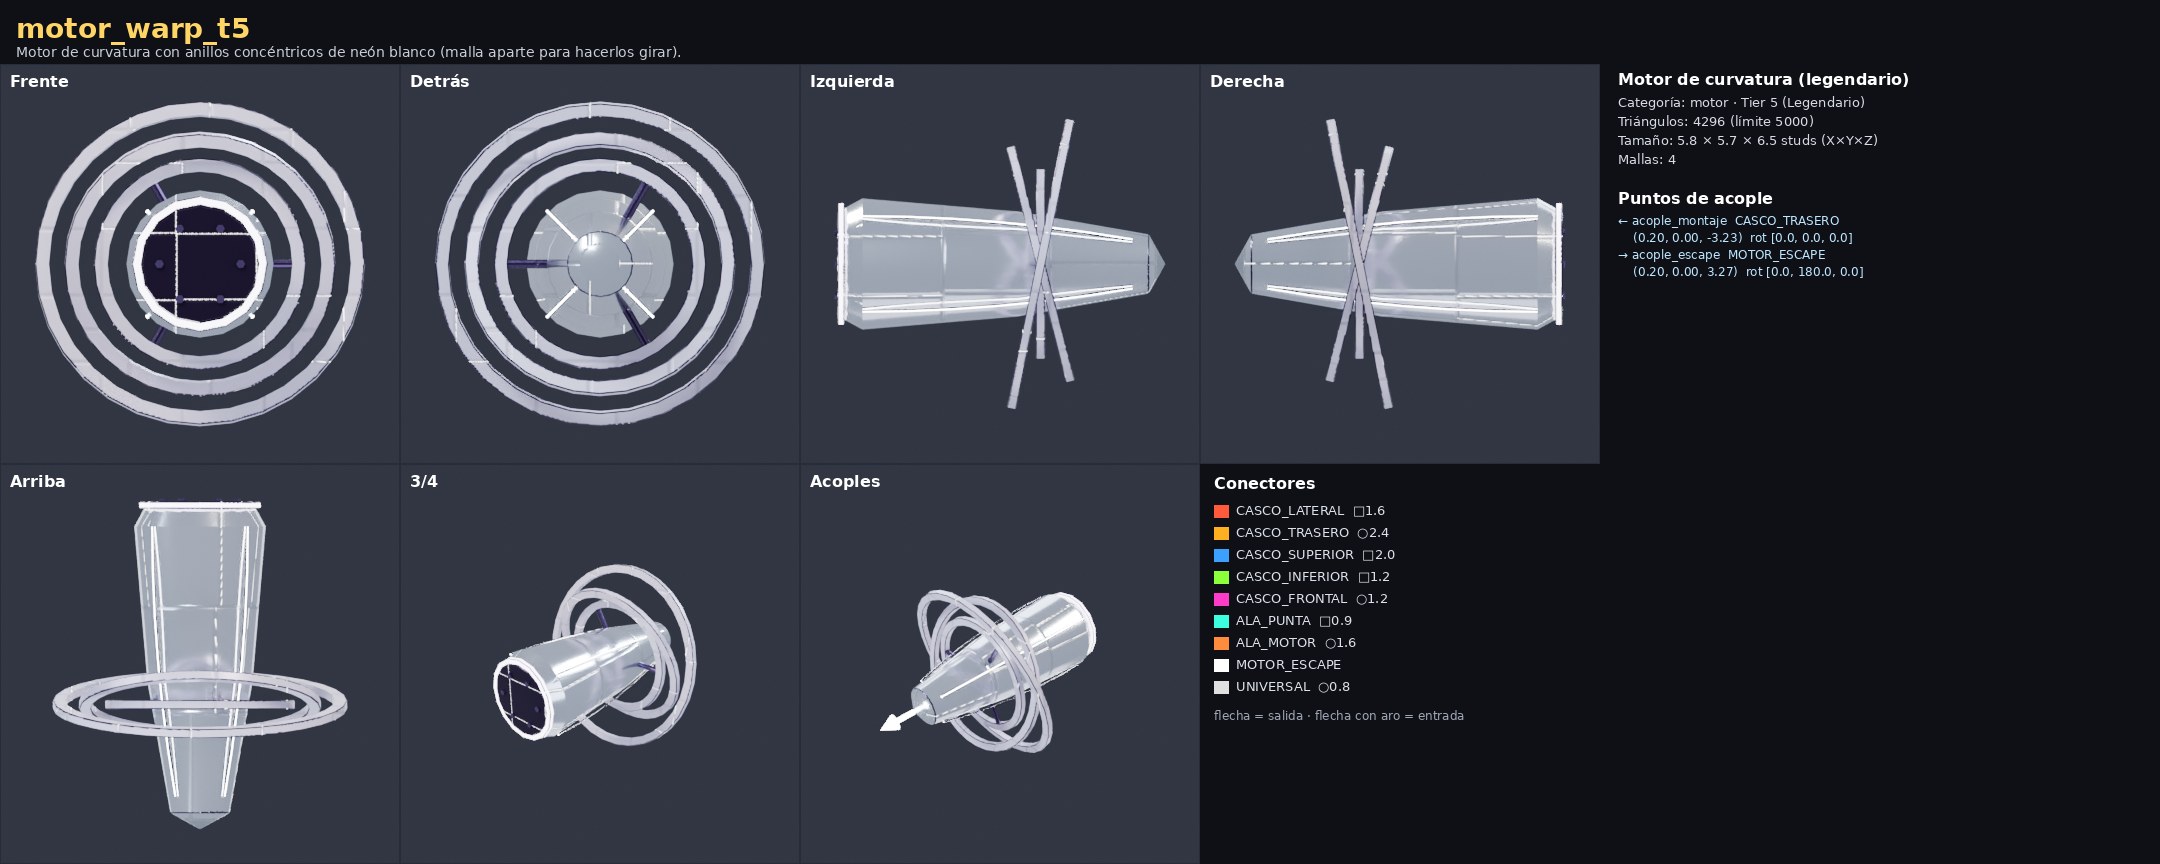 motor_warp_t5
Motor de curvatura con anillos concéntricos de neón blanco (malla aparte para hacerlos girar).
Frente
Detrás
Izquierda
Derecha
Motor de curvatura (legendario)
Categoría: motor · Tier 5 (Legendario)
Triángulos: 4296 (límite 5000)
Tamaño: 5.8 × 5.7 × 6.5 studs (X×Y×Z)
Mallas: 4
Puntos de acople
← acople_montaje CASCO_TRASERO
(0.20, 0.00, -3.23) rot [0.0, 0.0, 0.0]
→ acople_escape MOTOR_ESCAPE
(0.20, 0.00, 3.27) rot [0.0, 180.0, 0.0]
Arriba
3/4
Acoples
Conectores
CASCO_LATERAL □1.6
CASCO_TRASERO ○2.4
CASCO_SUPERIOR □2.0
CASCO_INFERIOR □1.2
CASCO_FRONTAL ○1.2
ALA_PUNTA □0.9
ALA_MOTOR ○1.6
MOTOR_ESCAPE
UNIVERSAL ○0.8
flecha = salida · flecha con aro = entrada